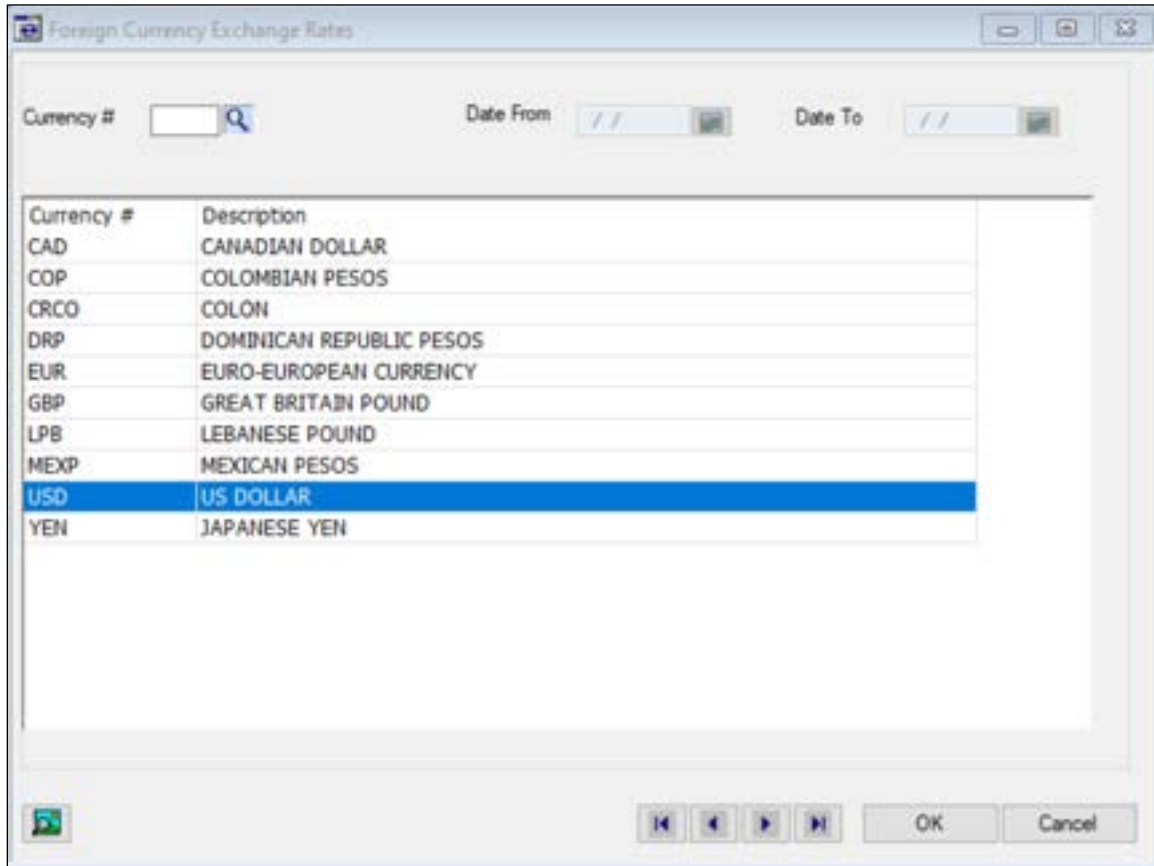 Foreign Currency Exchange Rates
Currency # Date From / / Date To / /
Currency # Description
CAD CANADIAN DOLLAR
COP COLOMBIAN PESOS
CRCO COLON
DRP DOMINICAN REPUBLIC PESOS
EUR EURO-EUROPEAN CURRENCY
GBP GREAT BRITAIN POUND
LPB LEBANESE POUND
MEXP MEXICAN PESOS
USD US DOLLAR
YEN JAPANESE YEN
OK Cancel